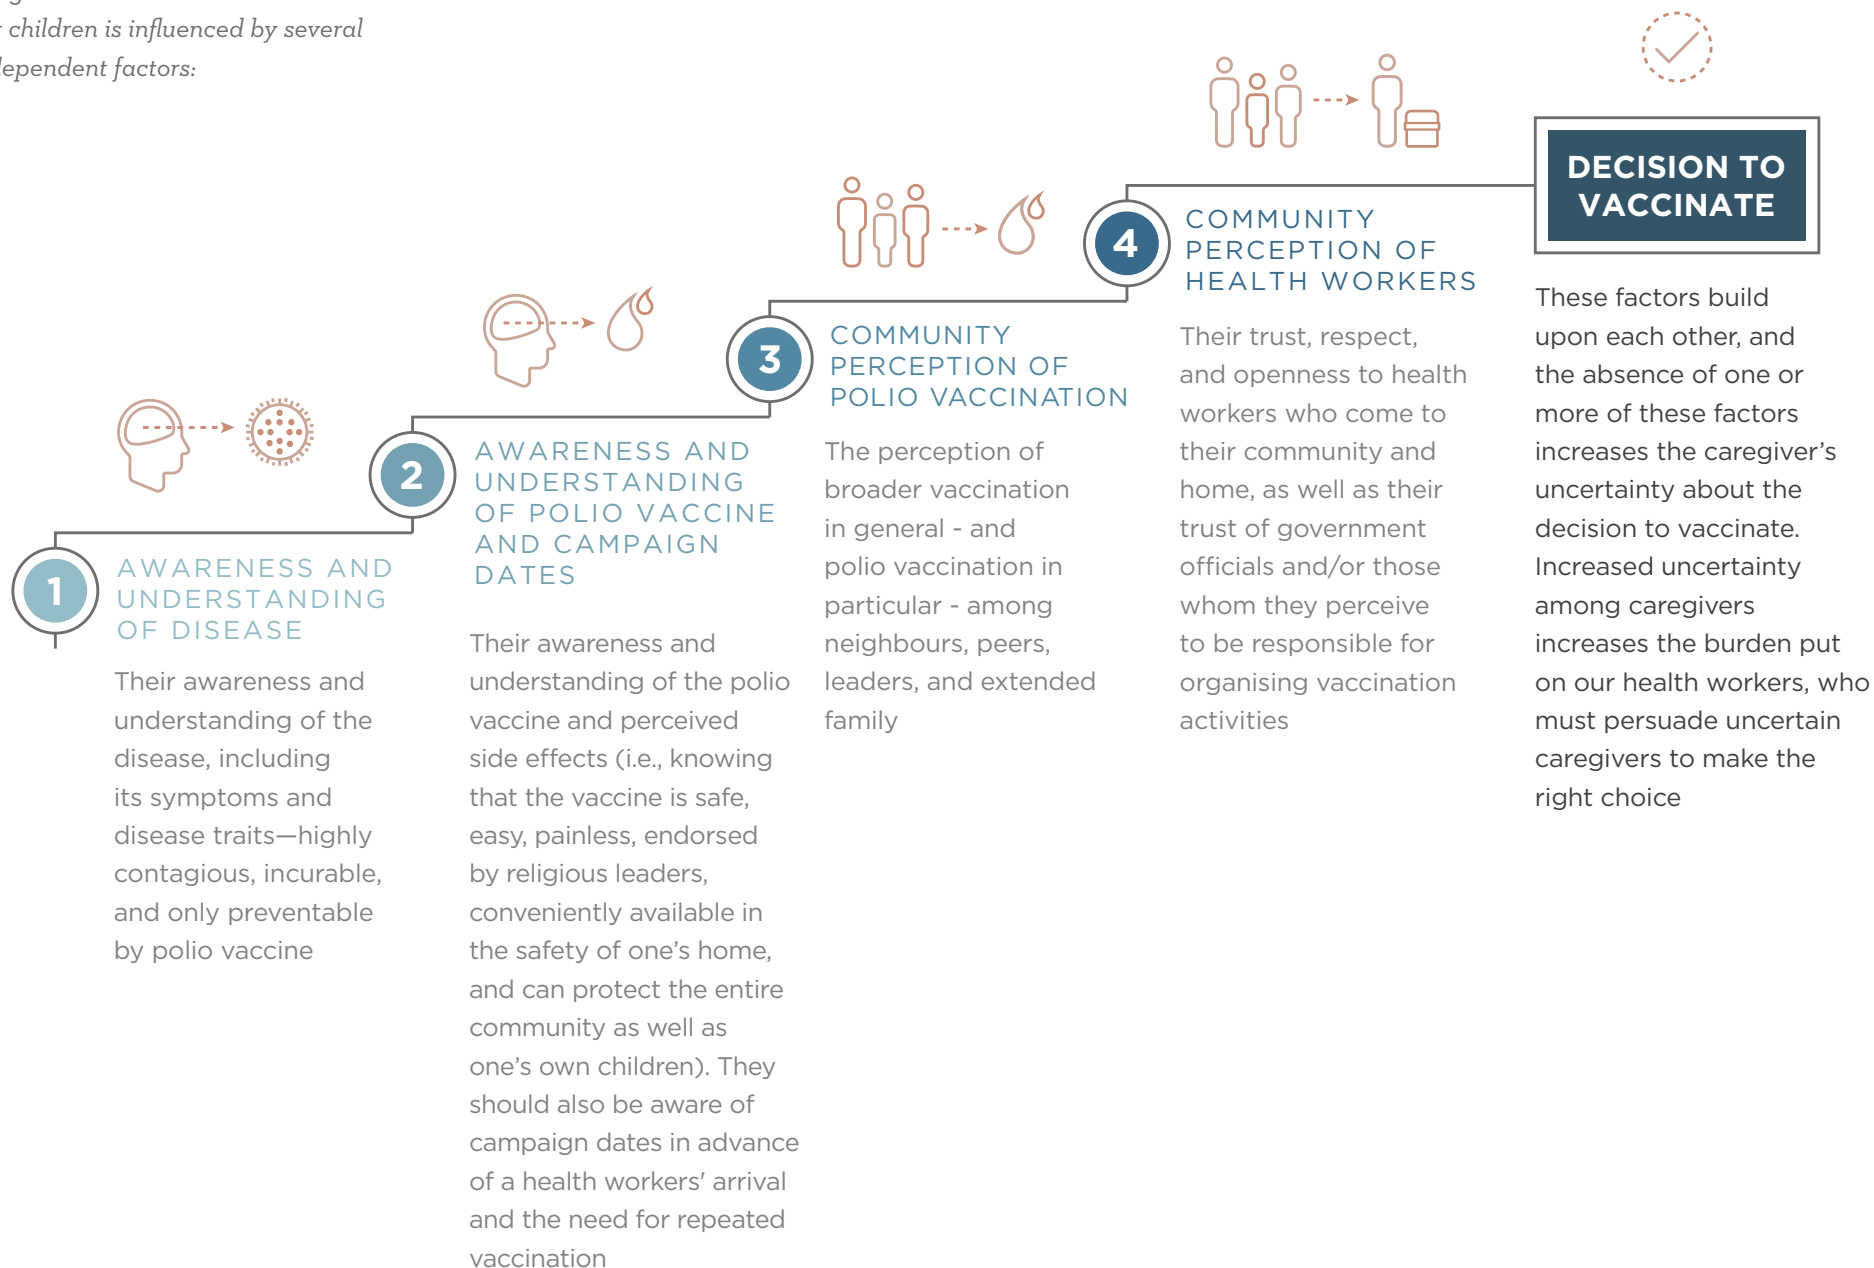 children is influenced by several
dependent factors:
DECISION TO
VACCINATE
4
COMMUNITY
PERCEPTION OF
HEALTH WORKERS
These factors build
upon each other, and
the absence of one or
more of these factors
increases the caregiver’s
uncertainty about the
decision to vaccinate.
Increased uncertainty
among caregivers
increases the burden put
on our health workers, who
must persuade uncertain
caregivers to make the
right choice
3
COMMUNITY
PERCEPTION OF
POLIO VACCINATION
Their trust, respect,
and openness to health
workers who come to
their community and
home, as well as their
trust of government
officials and/or those
whom they perceive
to be responsible for
organising vaccination
activities
2
AWARENESS AND
UNDERSTANDING
OF POLIO VACCINE
AND CAMPAIGN
DATES
The perception of
broader vaccination
in general - and
polio vaccination in
particular - among
neighbours, peers,
leaders, and extended
family
1
AWARENESS AND
UNDERSTANDING
OF DISEASE
Their awareness and
understanding of the
disease, including
its symptoms and
disease traits—highly
contagious, incurable,
and only preventable
by polio vaccine
Their awareness and
understanding of the polio
vaccine and perceived
side effects (i.e., knowing
that the vaccine is safe,
easy, painless, endorsed
by religious leaders,
conveniently available in
the safety of one’s home,
and can protect the entire
community as well as
one’s own children). They
should also be aware of
campaign dates in advance
of a health workers' arrival
and the need for repeated
vaccination